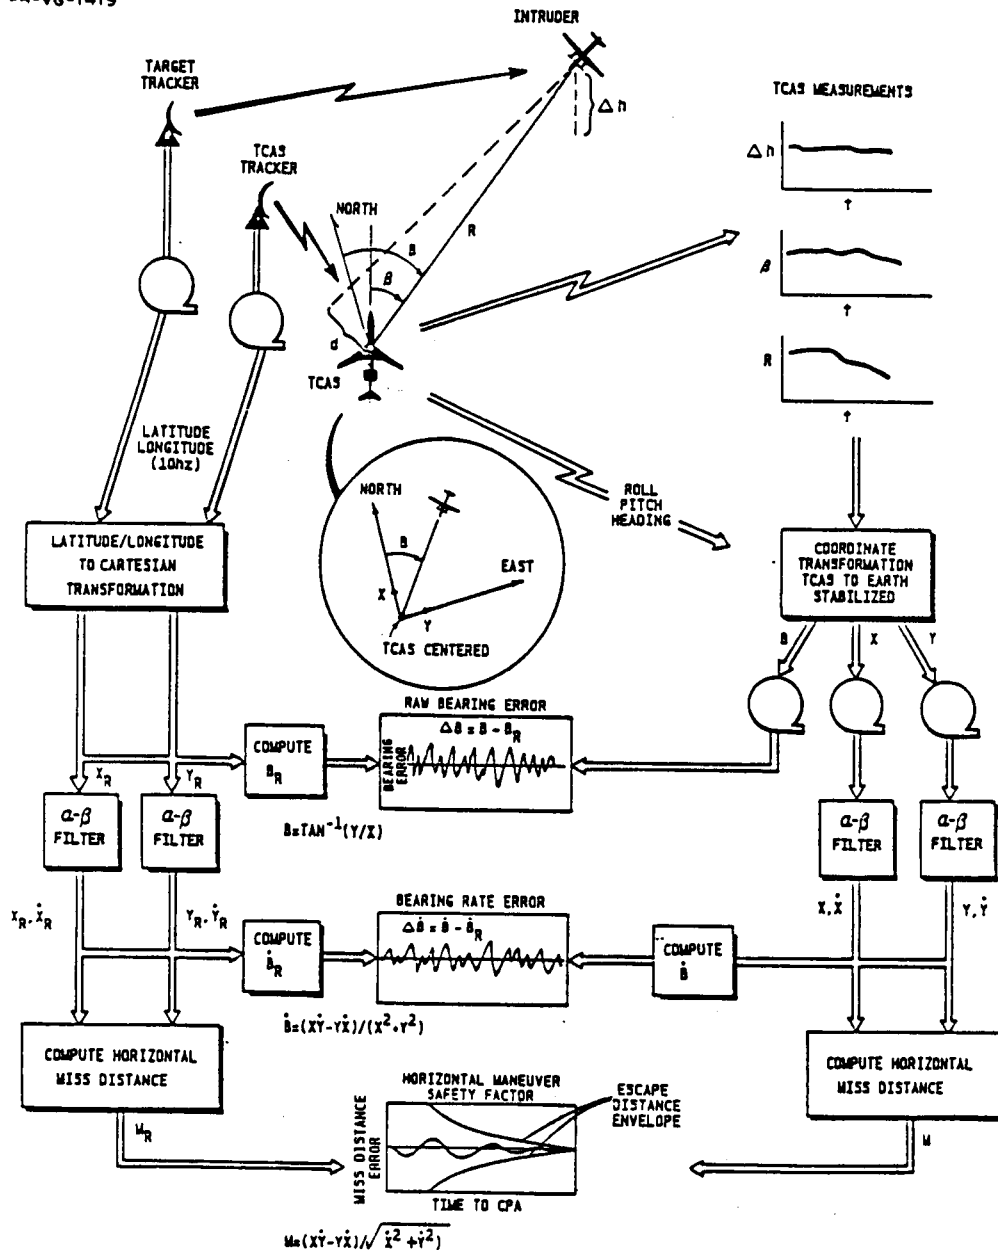 INTRUDER
TARGET
TRACKER
Δh
TCAS MEASUREMENTS
TCAS
TRACKER
NORTH
R
B
β
d
TCAS
Δh
T
β
T
R
T
LATITUDE
LONGITUDE
(10hz)
ROLL
PITCH
HEADING
NORTH
B
EAST
X
Y
TCAS CENTERED
LATITUDE/LONGITUDE
TO CARTESIAN
TRANSFORMATION
COORDINATE
TRANSFORMATION
TCAS TO EARTH
STABILIZED
B
X
Y
RAW BEARING ERROR
ΔB = B - B_R
BEARING
ERROR
COMPUTE
B_R
X_R
Y_R
α-β
FILTER
α-β
FILTER
B=TAN⁻¹(Y/X)
α-β
FILTER
α-β
FILTER
X_R, Ẋ_R
Y_R, Ẏ_R
BEARING RATE ERROR
ΔḂ = Ḃ - Ḃ_R
COMPUTE
Ḃ_R
COMPUTE
Ḃ
X,Ẋ
Y,Ẏ
Ḃ=(XẎ-YẊ)/(X²+Y²)
COMPUTE HORIZONTAL
MISS DISTANCE
COMPUTE HORIZONTAL
MISS DISTANCE
HORIZONTAL MANEUVER
SAFETY FACTOR
ESCAPE
DISTANCE
ENVELOPE
MISS DISTANCE
ERROR
M_R
M
TIME TO CPA
M=(XẎ-YẊ)/√(Ẋ²+Ẏ²)